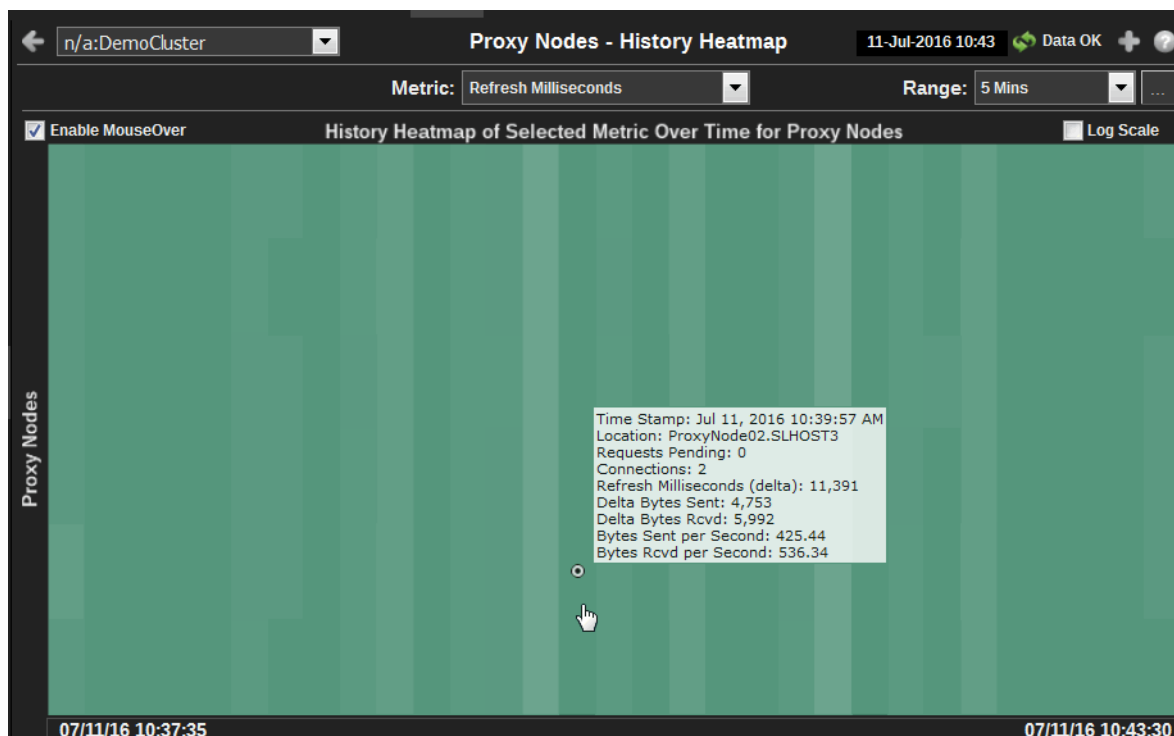 n/a:DemoCluster Proxy Nodes - History Heatmap 11-Jul-2016 10:43 Data OK ?
Metric: Refresh Milliseconds Range: 5 Mins ...
Enable MouseOver History Heatmap of Selected Metric Over Time for Proxy Nodes Log Scale
Proxy Nodes
Time Stamp: Jul 11, 2016 10:39:57 AM
Location: ProxyNode02.SLHOST3
Requests Pending: 0
Connections: 2
Refresh Milliseconds (delta): 11,391
Delta Bytes Sent: 4,753
Delta Bytes Rcvd: 5,992
Bytes Sent per Second: 425.44
Bytes Rcvd per Second: 536.34
07/11/16 10:37:35 07/11/16 10:43:30